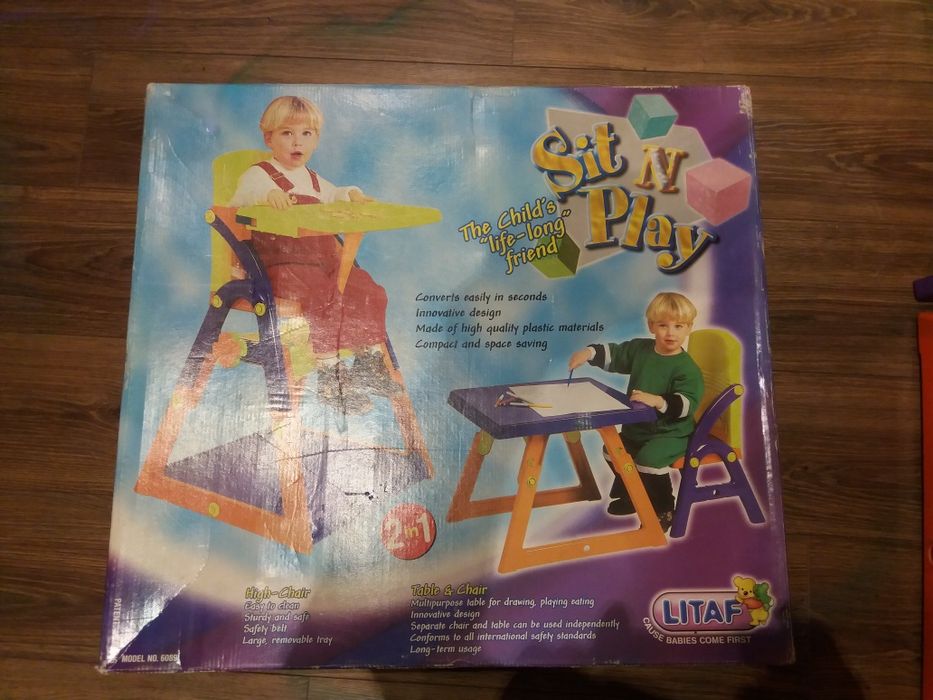 Sit N
Play
The Child's
"life-long"
friend"
Converts easily in seconds
Innovative design
Made of high quality plastic materials
Compact and space saving
2in1
High-Chair
Easy to clean
Sturdy and safe
Safety belt
Large, removable tray
Table & Chair
Multipurpose table for drawing, playing eating
Innovative design
Separate chair and table can be used independently
Conforms to all international safety standards
Long-term usage
LITAF
CAUSE BABIES COME FIRST
MODEL NO.